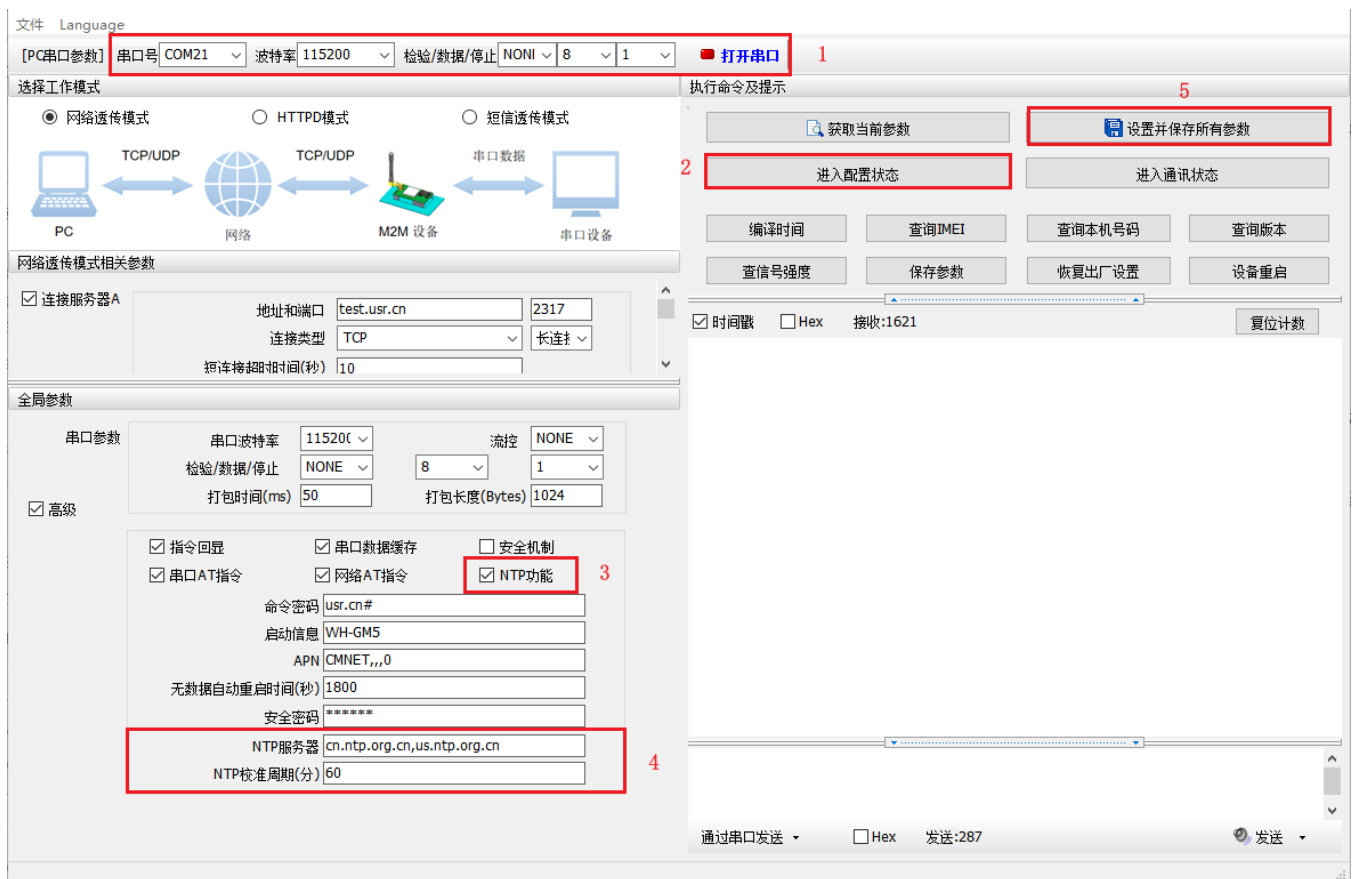 文件 Language
[PC串口参数] 串口号 COM21 波特率 115200 检验/数据/停止 NONI 8 1 打开串口 1
选择工作模式
网络透传模式 HTTPD模式 短信透传模式
TCP/UDP TCP/UDP 串口数据
PC 网络 M2M 设备 串口设备
网络透传模式相关参数
连接服务器A
地址和端口 test.usr.cn 2317
连接类型 TCP 长连接
短连接超时时间(秒) 10
全局参数
串口参数 串口波特率 115200 流控 NONE
检验/数据/停止 NONE 8 1
打包时间(ms) 50 打包长度(Bytes) 1024
高级
指令回显 串口数据缓存 安全机制
串口AT指令 网络AT指令 NTP功能 3
命令密码 usr.cn#
启动信息 WH-GM5
APN CMNET,,,0
无数据自动重启时间(秒) 1800
安全密码 ******
NTP服务器 cn.ntp.org.cn,us.ntp.org.cn
NTP校准周期(分) 60
4
执行命令及提示
5
获取当前参数 设置并保存所有参数
2 进入配置状态 进入通讯状态
编译时间 查询IMEI 查询本机号码 查询版本
查信号强度 保存参数 恢复出厂设置 设备重启
时间戳 Hex 接收:1621 复位计数
通过串口发送 Hex 发送:287 发送